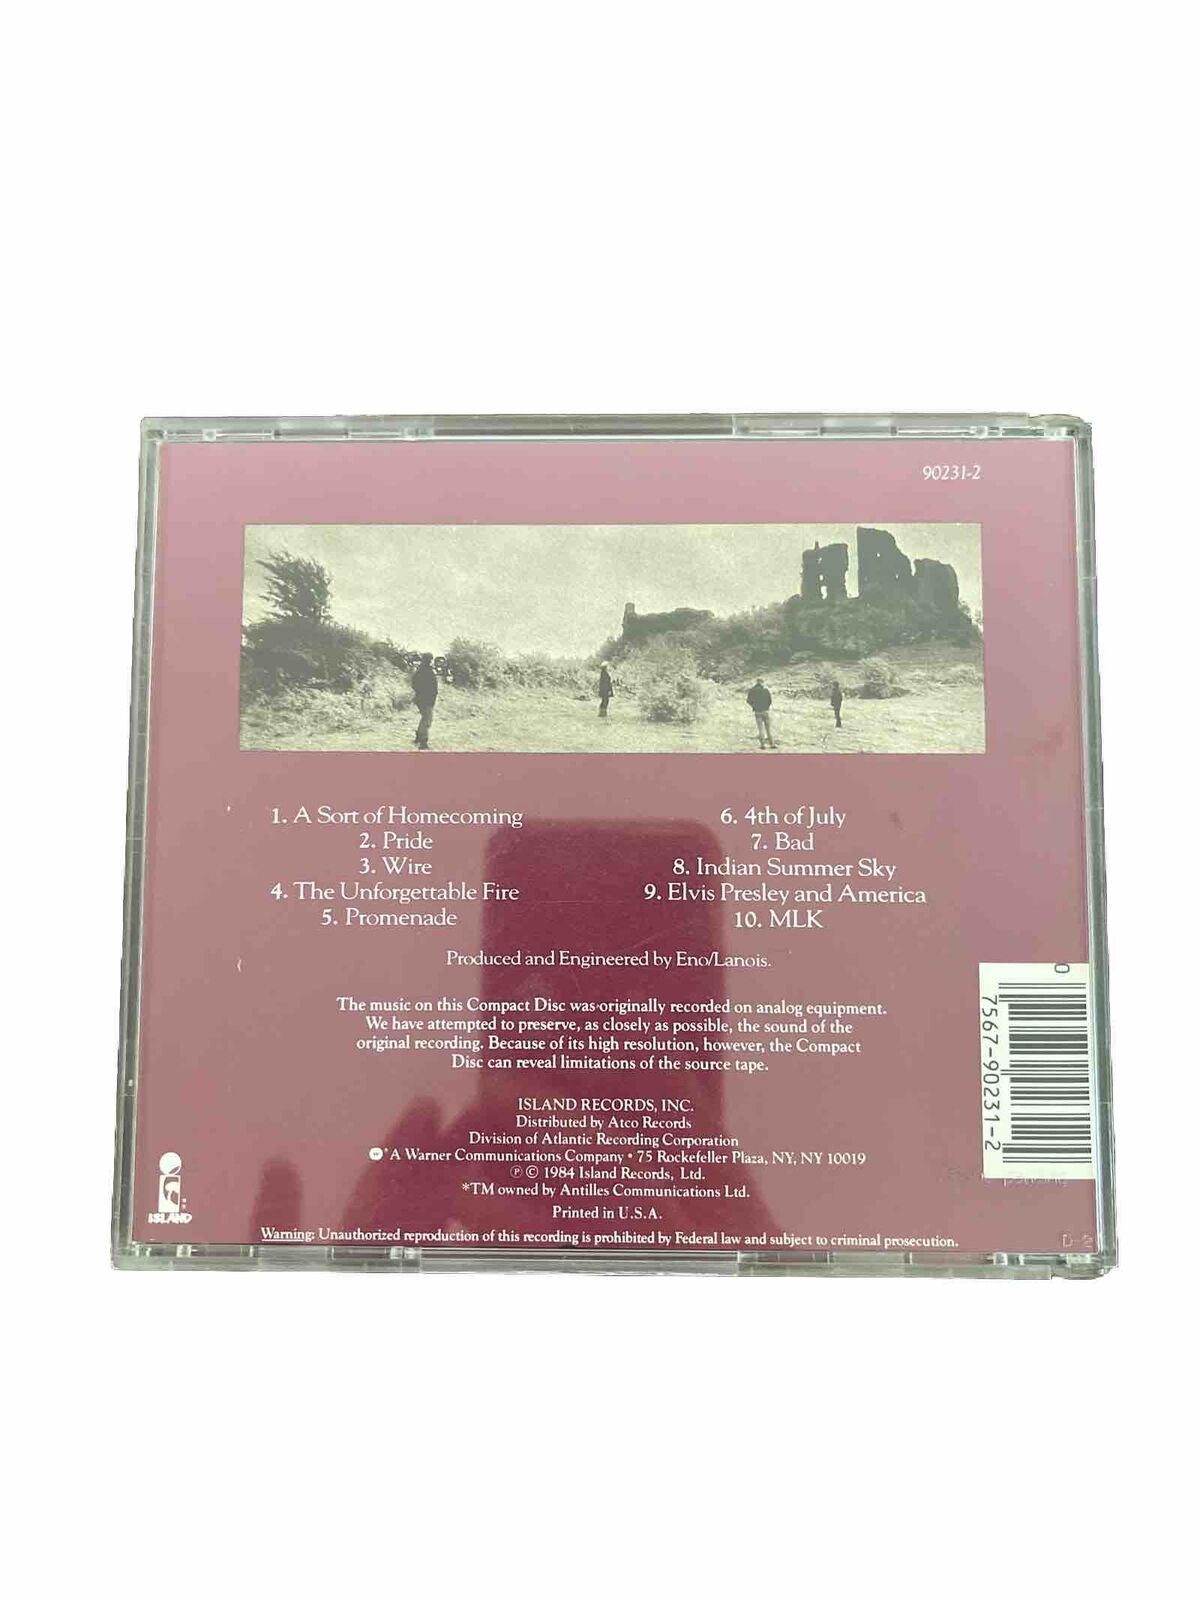 90231-2
1. A Sort of Homecoming
2. Pride
3. Wire
4. The Unforgettable Fire
5. Promenade
6. 4th of July
7. Bad
8. Indian Summer Sky
9. Elvis Presley and America
10. MLK
Produced and Engineered by Eno/Lanois.
The music on this Compact Disc was originally recorded on analog equipment.
We have attempted to preserve, as closely as possible, the sound of the
original recording. Because of its high resolution, however, the Compact
Disc can reveal limitations of the source tape.
ISLAND RECORDS, INC.
Distributed by Atco Records
Division of Atlantic Recording Corporation
A Warner Communications Company • 75 Rockefeller Plaza, NY, NY 10019
℗ © 1984 Island Records, Ltd.
*TM owned by Antilles Communications Ltd.
Printed in U.S.A.
Warning: Unauthorized reproduction of this recording is prohibited by Federal law and subject to criminal prosecution.
ISLAND
0
7567-90231-2